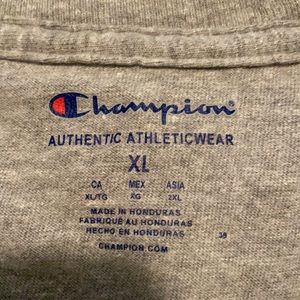 Champion
AUTHENTIC ATHLETICWEAR
XL
CA MEX ASIA
XL/TG XG 2XL
MADE IN HONDURAS
FABRIQUÉ AU HONDURAS
HECHO EN HONDURAS
38
CHAMPION.COM